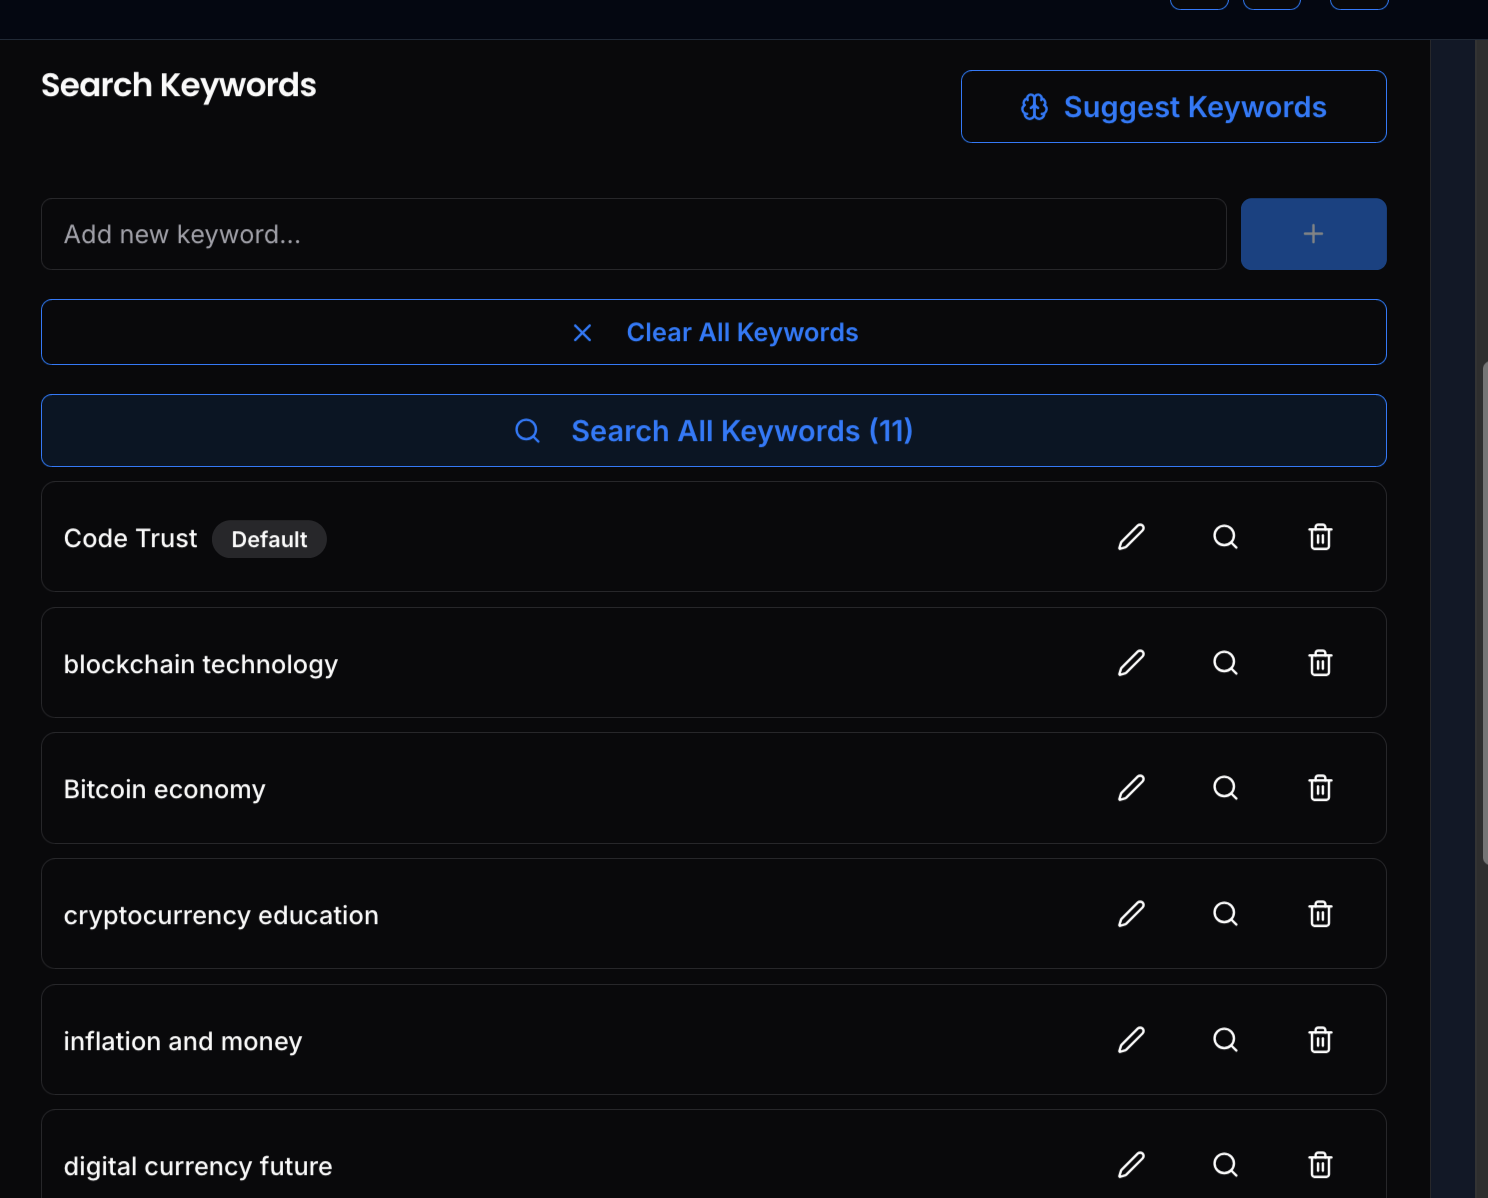 Search Keywords
Suggest Keywords
Add new keyword...
Clear All Keywords
Search All Keywords (11)
Code Trust Default
blockchain technology
Bitcoin economy
cryptocurrency education
inflation and money
digital currency future